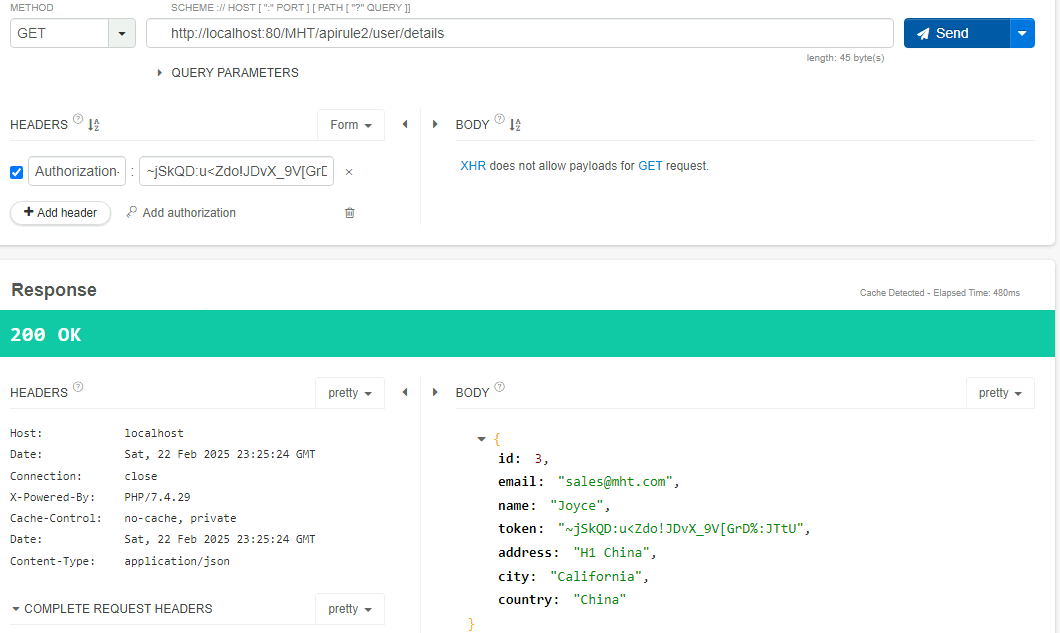 METHOD
SCHEME :// HOST [ ":" PORT ] [ PATH [ "?" QUERY ]]
GET
http://localhost:80/MHT/apirule2/user/details
Send
length: 45 byte(s)
QUERY PARAMETERS
HEADERS ? AZ
Form
BODY ? AZ
Authorization- : ~jSkQD:u<Zdo!JDvX_9V[GrD ×
XHR does not allow payloads for GET request.
+ Add header
Add authorization
Response
Cache Detected - Elapsed Time: 480ms
200 OK
HEADERS ?
pretty
BODY ?
pretty
Host: localhost
Date: Sat, 22 Feb 2025 23:25:24 GMT
Connection: close
X-Powered-By: PHP/7.4.29
Cache-Control: no-cache, private
Date: Sat, 22 Feb 2025 23:25:24 GMT
Content-Type: application/json
{
id: 3,
email: "sales@mht.com",
name: "Joyce",
token: "~jSkQD:u<Zdo!JDvX_9V[GrD%:JTtU",
address: "H1 China",
city: "California",
country: "China"
}
COMPLETE REQUEST HEADERS
pretty